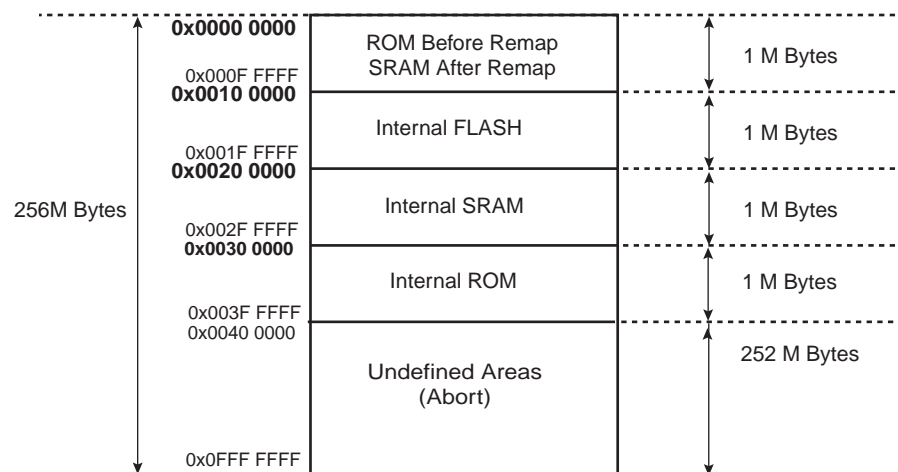 0x0000 0000
ROM Before Remap
SRAM After Remap
1 M Bytes
0x000F FFFF
0x0010 0000
Internal FLASH
1 M Bytes
0x001F FFFF
0x0020 0000
256M Bytes
Internal SRAM
1 M Bytes
0x002F FFFF
0x0030 0000
Internal ROM
1 M Bytes
0x003F FFFF
0x0040 0000
252 M Bytes
Undefined Areas
(Abort)
0x0FFF FFFF